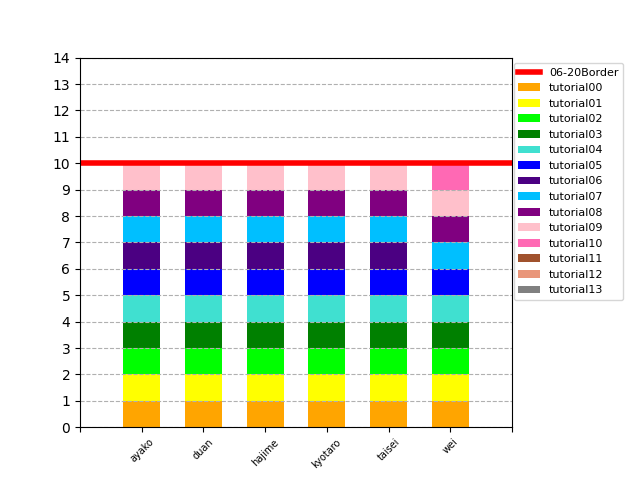 14
13
12
11
10
9
8
7
6
5
4
3
2
1
0
ayako
duan
hajime
kyotaro
taisei
wei
06-20Border
tutorial00
tutorial01
tutorial02
tutorial03
tutorial04
tutorial05
tutorial06
tutorial07
tutorial08
tutorial09
tutorial10
tutorial11
tutorial12
tutorial13